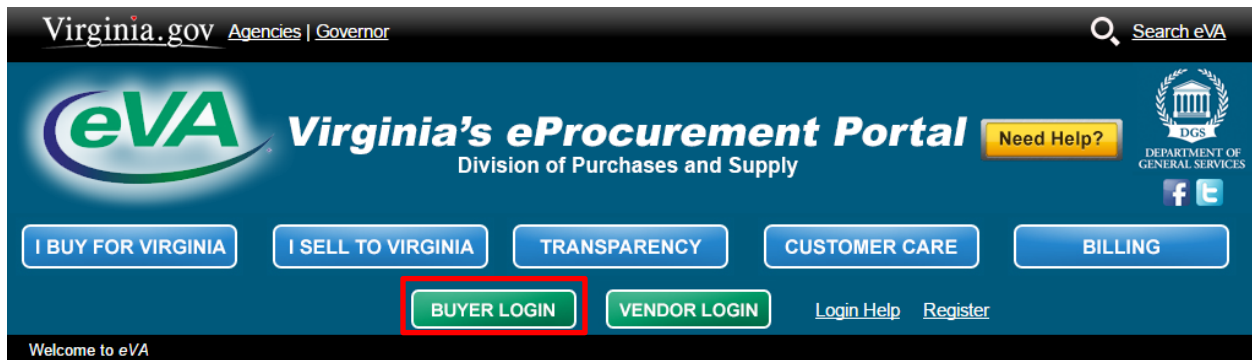 Virginia.gov Agencies | Governor Search eVA
eVA
Virginia's eProcurement Portal
Division of Purchases and Supply
Need Help?
DGS
DEPARTMENT OF
GENERAL SERVICES
I BUY FOR VIRGINIA I SELL TO VIRGINIA TRANSPARENCY CUSTOMER CARE BILLING
BUYER LOGIN VENDOR LOGIN Login Help Register
Welcome to eVA